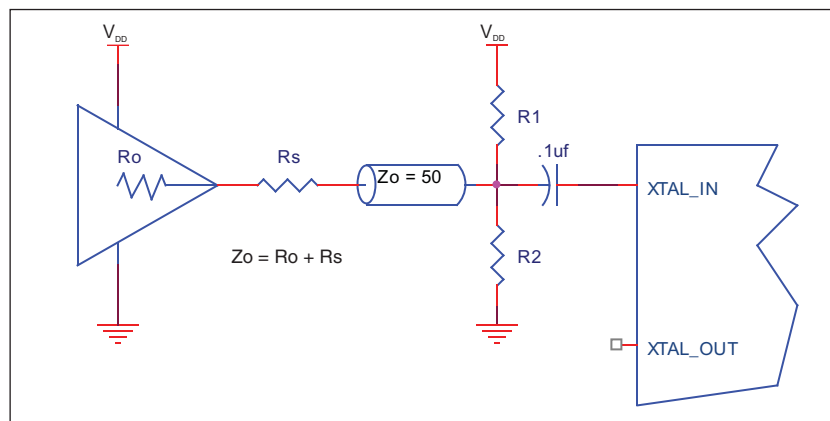 VDD
VDD
R1
.1uf
Ro
Rs
Zo = 50
XTAL_IN
Zo = Ro + Rs
R2
XTAL_OUT